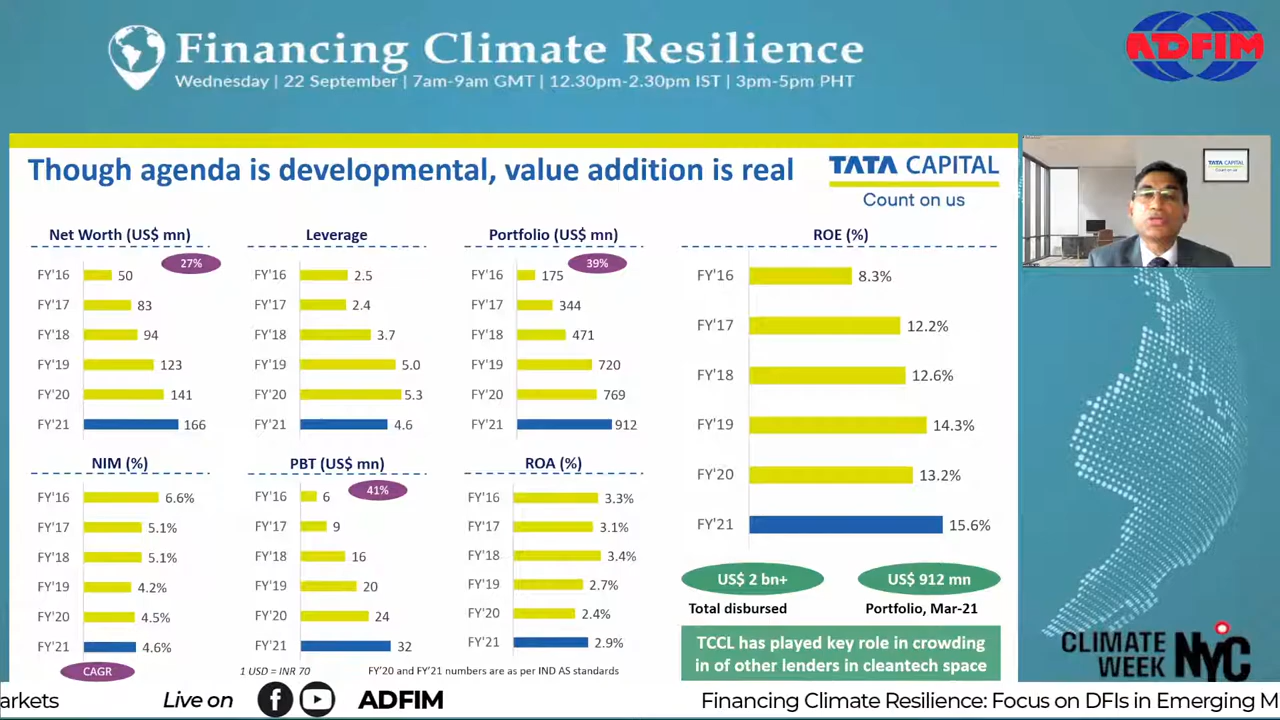 Financing Climate Resilience
Wednesday | 22 September | 7am-9am GMT | 12.30pm-2.30pm IST | 3pm-5pm PHT
ADFIM
Though agenda is developmental, value addition is real
TATA CAPITAL
Count on us
TATA CAPITAL
Count on us
Net Worth (US$ mn)
27%
FY'16 50
FY'17 83
FY'18 94
FY'19 123
FY'20 141
FY'21 166
Leverage
FY'16 2.5
FY'17 2.4
FY'18 3.7
FY'19 5.0
FY'20 5.3
FY'21 4.6
Portfolio (US$ mn)
39%
FY'16 175
FY'17 344
FY'18 471
FY'19 720
FY'20 769
FY'21 912
ROE (%)
FY'16 8.3%
FY'17 12.2%
FY'18 12.6%
FY'19 14.3%
FY'20 13.2%
FY'21 15.6%
NIM (%)
FY'16 6.6%
FY'17 5.1%
FY'18 5.1%
FY'19 4.2%
FY'20 4.5%
FY'21 4.6%
PBT (US$ mn)
41%
FY'16 6
FY'17 9
FY'18 16
FY'19 20
FY'20 24
FY'21 32
ROA (%)
FY'16 3.3%
FY'17 3.1%
FY'18 3.4%
FY'19 2.7%
FY'20 2.4%
FY'21 2.9%
US$ 2 bn+
Total disbursed
US$ 912 mn
Portfolio, Mar-21
TCCL has played key role in crowding
in of other lenders in cleantech space
CAGR
1 USD = INR 70
FY'20 and FY'21 numbers are as per IND AS standards
CLIMATE
WEEK NYC
arkets
Live on
ADFIM
Financing Climate Resilience: Focus on DFIs in Emerging M